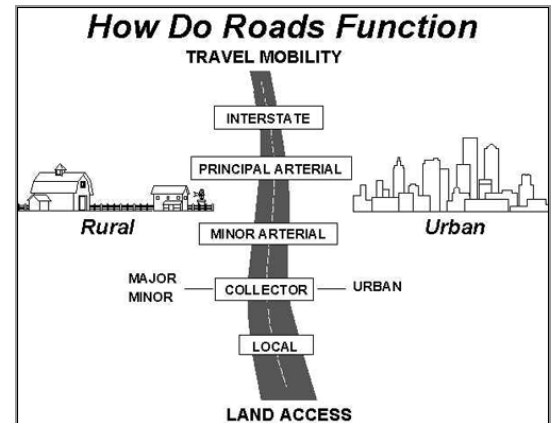 How Do Roads Function
TRAVEL MOBILITY
INTERSTATE
PRINCIPAL ARTERIAL
Rural
Urban
MINOR ARTERIAL
MAJOR
MINOR
COLLECTOR
URBAN
LOCAL
LAND ACCESS